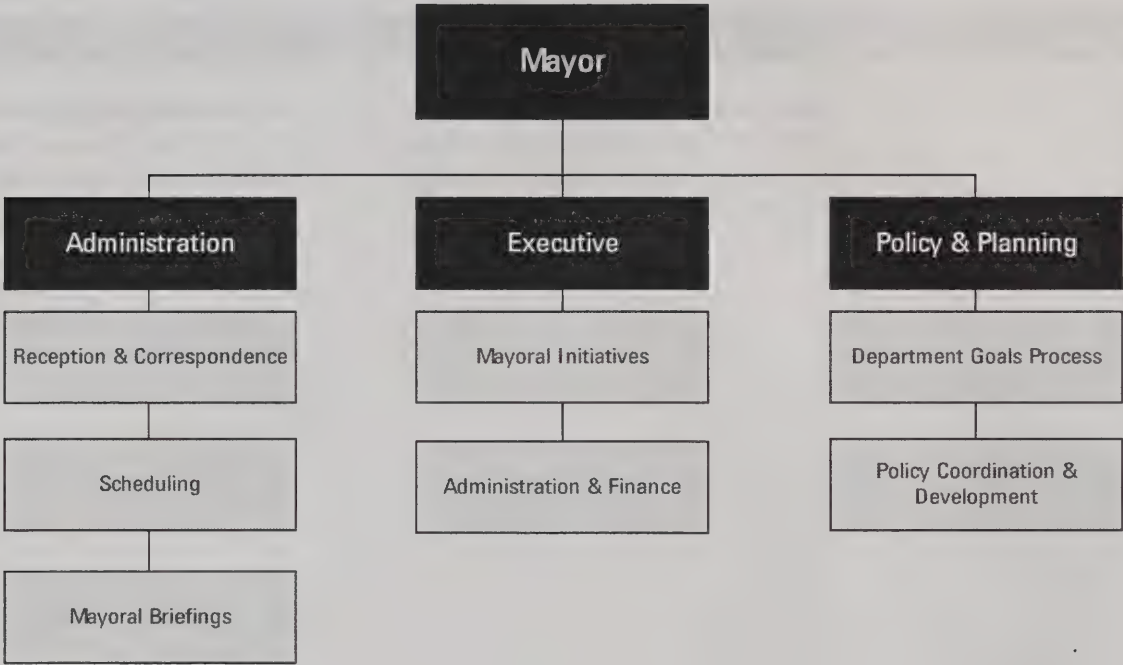 Mayor
Administration
Executive
Policy & Planning
Reception & Correspondence
Mayoral Initiatives
Department Goals Process
Scheduling
Administration & Finance
Policy Coordination &
Development
Mayoral Briefings